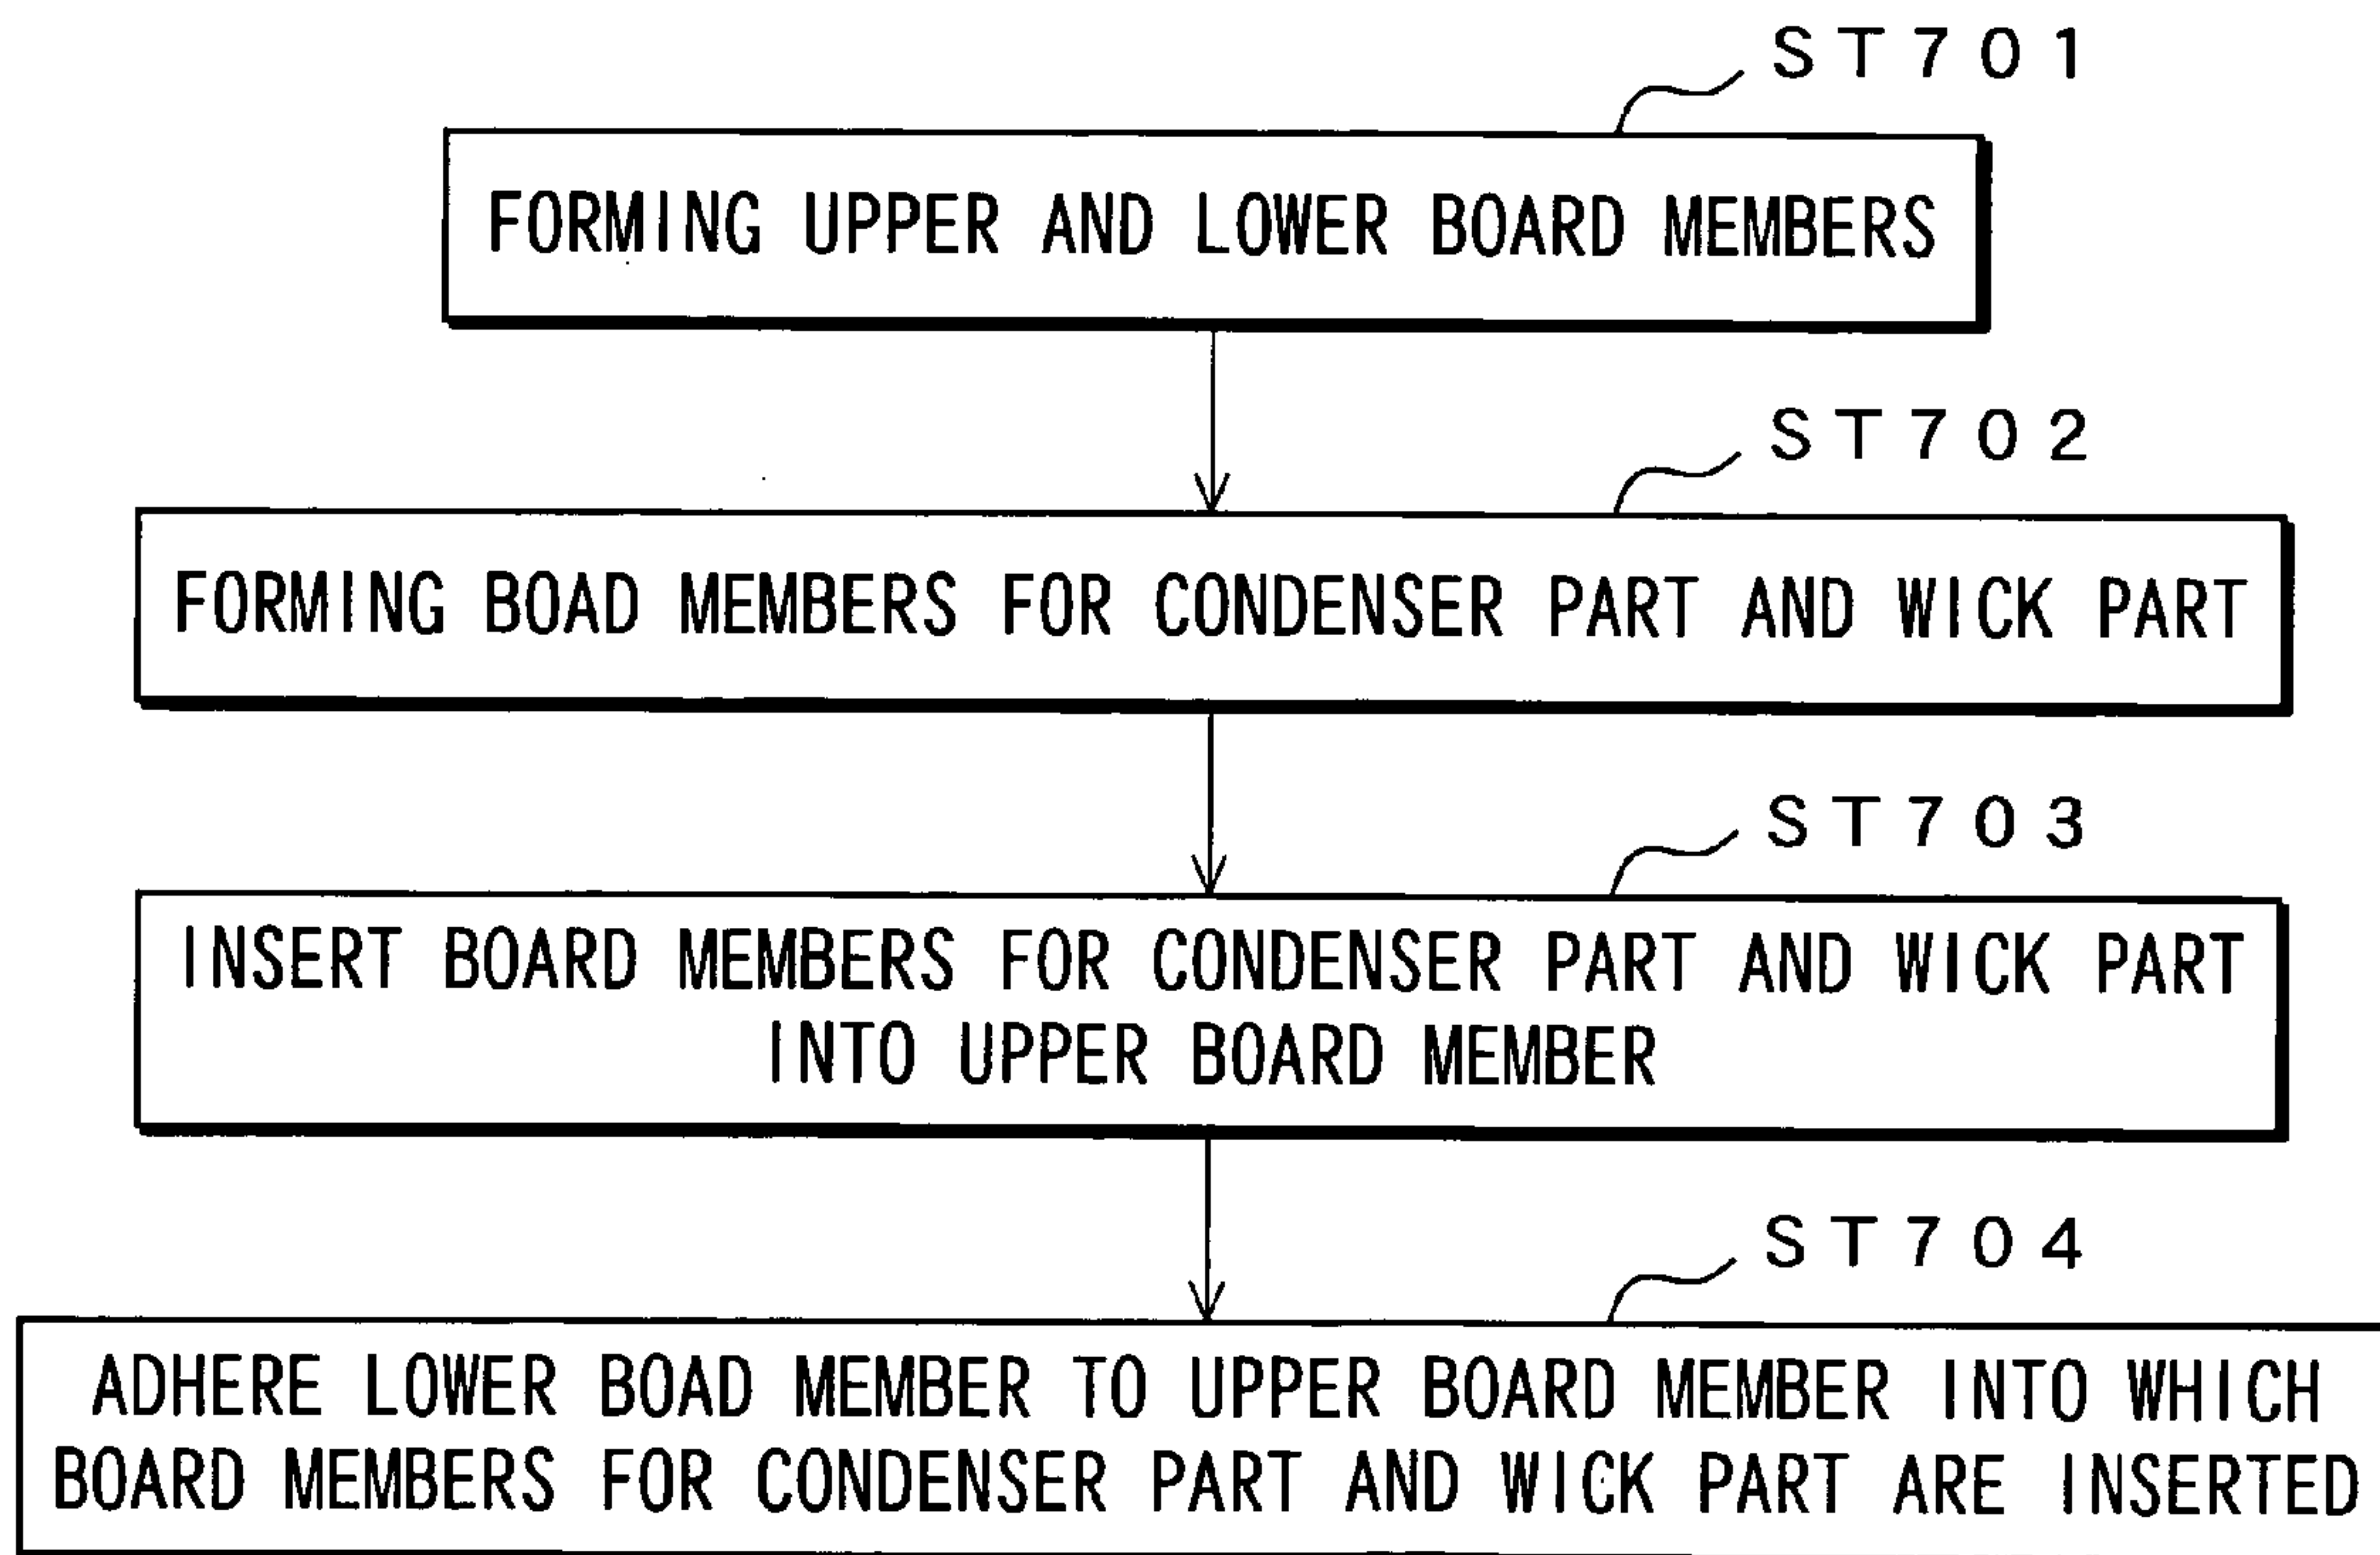 ST701
FORMING UPPER AND LOWER BOARD MEMBERS
ST702
FORMING BOAD MEMBERS FOR CONDENSER PART AND WICK PART
ST703
INSERT BOARD MEMBERS FOR CONDENSER PART AND WICK PART
INTO UPPER BOARD MEMBER
ST704
ADHERE LOWER BOAD MEMBER TO UPPER BOARD MEMBER INTO WHICH
BOARD MEMBERS FOR CONDENSER PART AND WICK PART ARE INSERTED